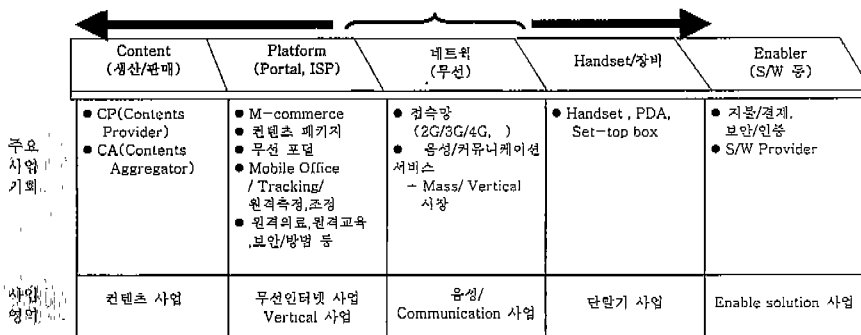 Content
(생산/판매)
Platform
(Portal, ISP)
네트웍
(무선)
Handset/장비
Enabler
(S/W 등)
주요
사업
기회
● CP(Contents
Provider)
● CA(Contents
Aggregator)
● M-commerce
● 컨텐츠 패키지
● 무선 포털
● Mobile Office
/ Tracking/
원격측정,조정
● 원격의료,원격교육
,보안/방범 등
● 접속망
(2G/3G/4G, )
● 음성/커뮤니케이션
서비스
- Mass/ Vertical
시장
● Handset , PDA,
Set-top box
● 지불/결제,
보안/인증
● S/W Provider
사업
영역
컨텐츠 사업
무선인터넷 사업
Vertical 사업
음성/
Communication 사업
단말기 사업
Enable solution 사업